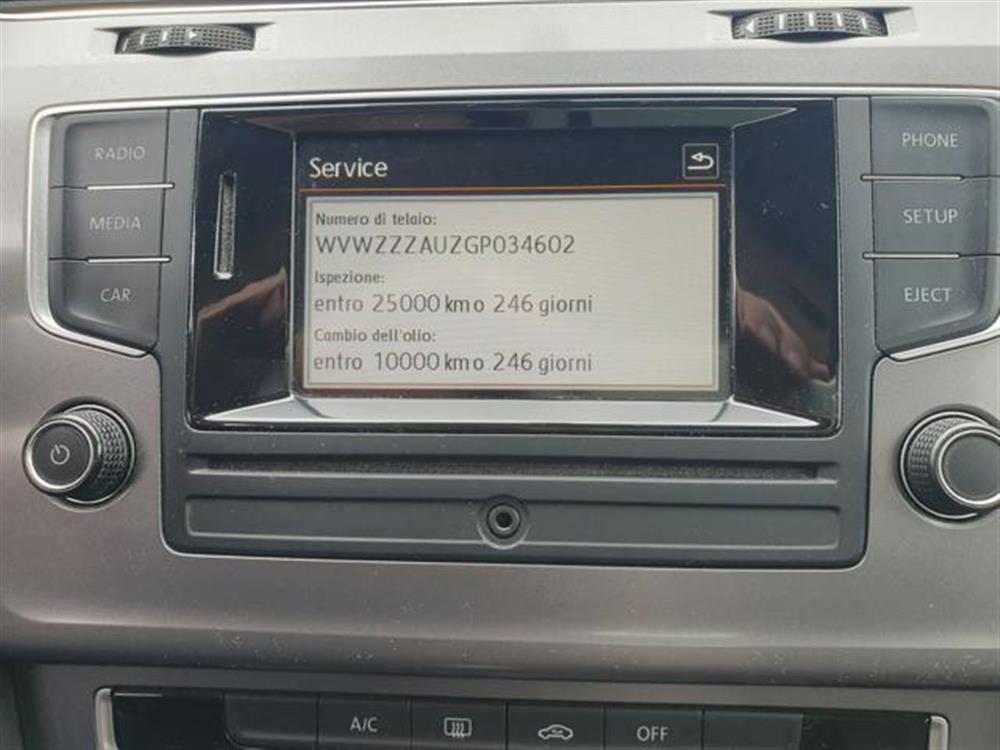 RADIO
MEDIA
CAR
Service
Numero di telaio:
WVWZZZAUZGP034602
Ispezione:
entro 25000 km o 246 giorni
Cambio dell'olio:
entro 10000 km o 246 giorni
PHONE
SETUP
EJECT
A/C
OFF